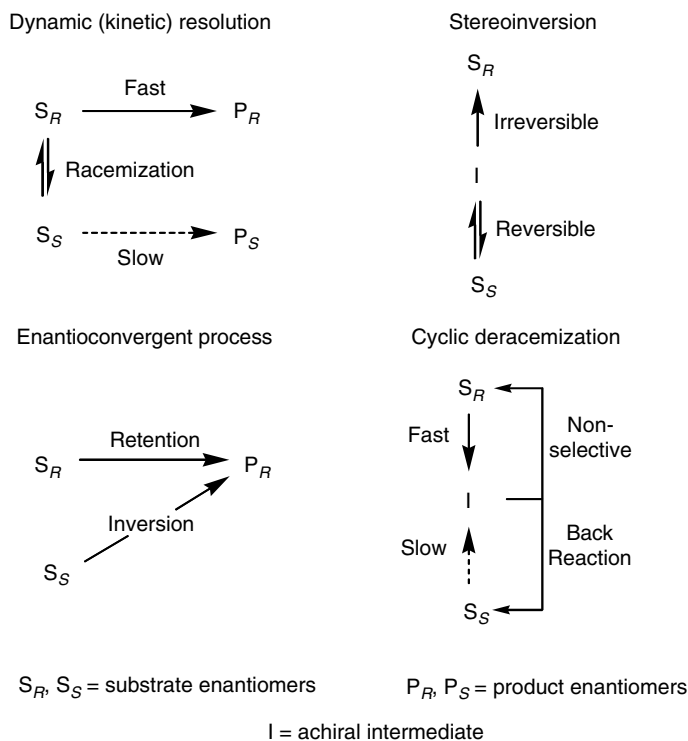 Dynamic (kinetic) resolution
S_R Fast P_R
Racemization
S_S Slow P_S
Stereoinversion
S_R
Irreversible
I
Reversible
S_S
Enantioconvergent process
S_R Retention P_R
Inversion
S_S
Cyclic deracemization
S_R
Fast
Non-
selective
I
Slow
Back
Reaction
S_S
S_R, S_S = substrate enantiomers
P_R, P_S = product enantiomers
I = achiral intermediate